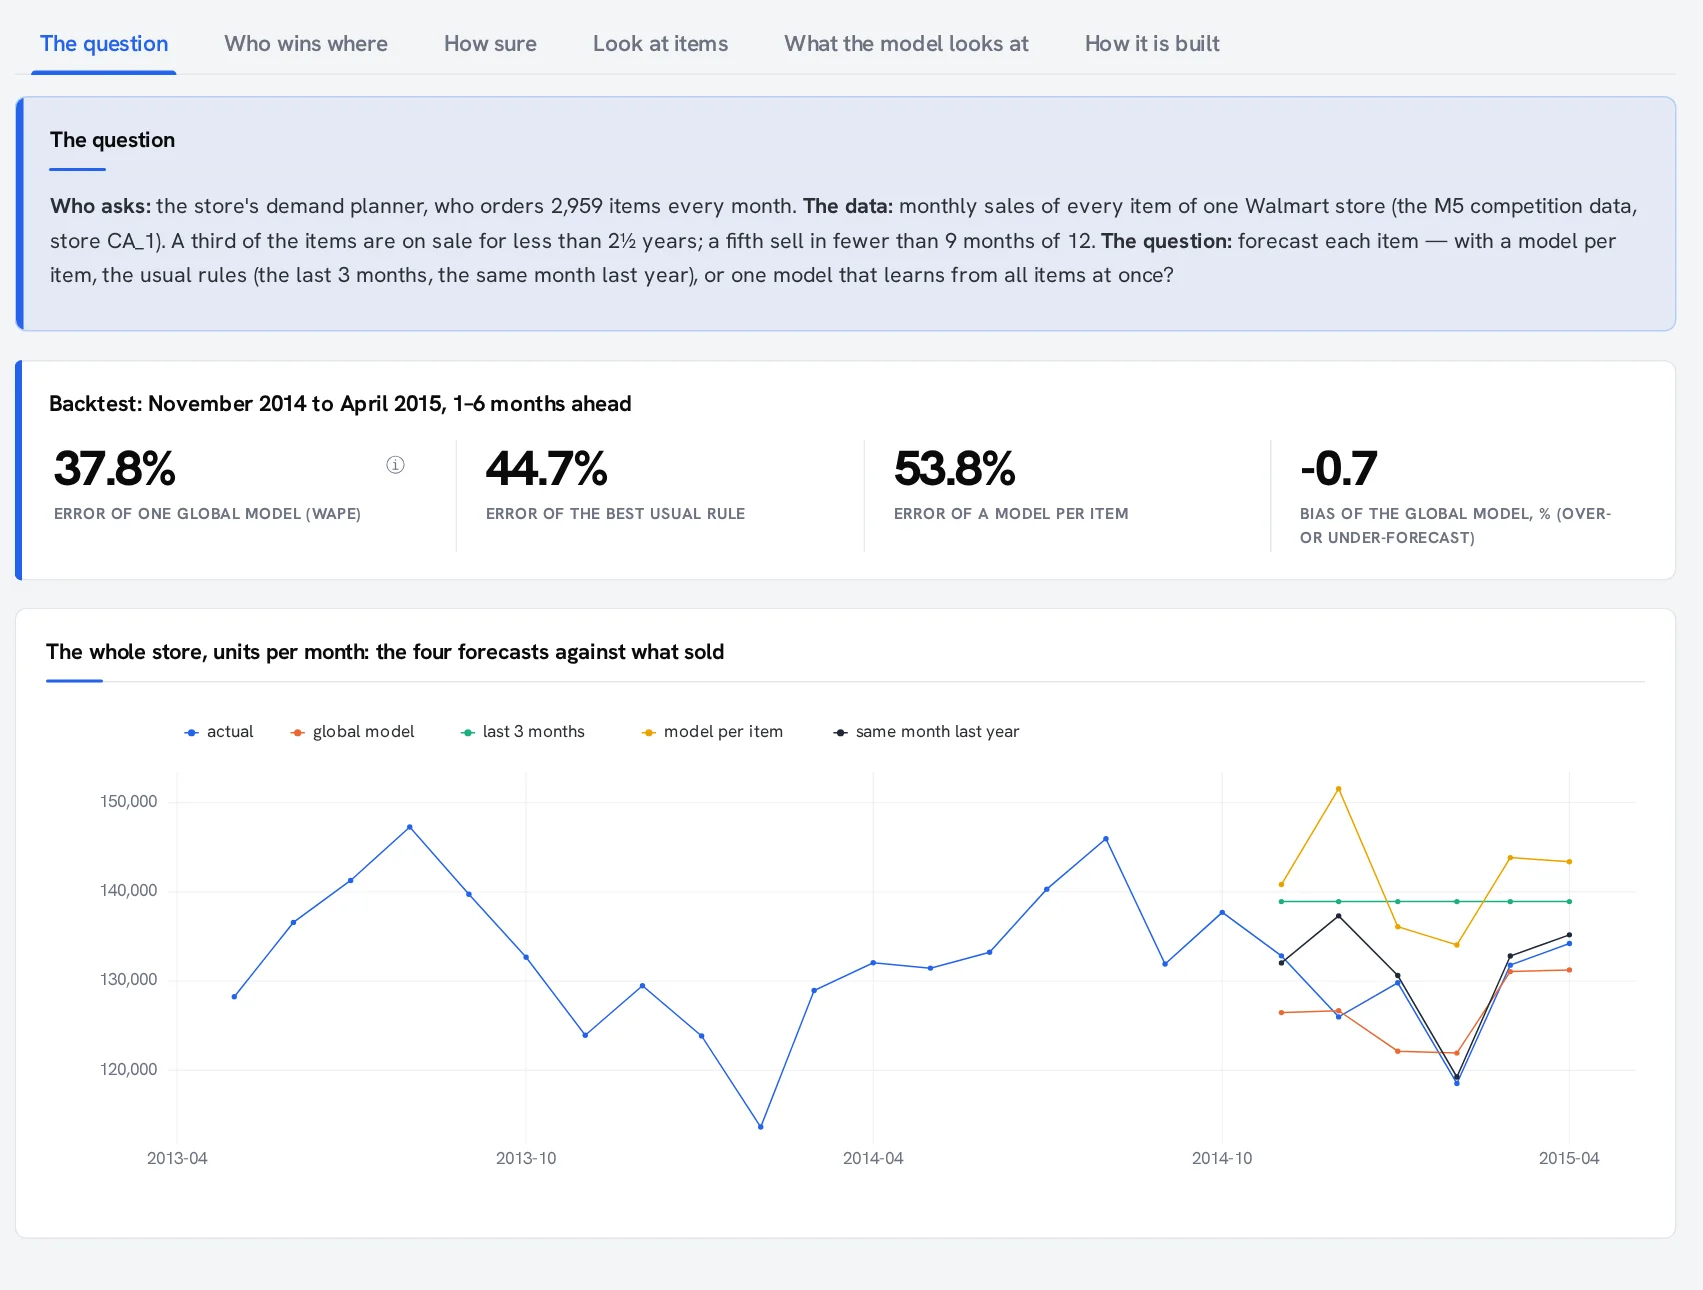 The question
Who wins where
How sure
Look at items
What the model looks at
How it is built
The question
Who asks: the store's demand planner, who orders 2,959 items every month. The data: monthly sales of every item of one Walmart store (the M5 competition data,
store CA_1). A third of the items are on sale for less than 2½ years; a fifth sell in fewer than 9 months of 12. The question: forecast each item — with a model per
item, the usual rules (the last 3 months, the same month last year), or one model that learns from all items at once?
Backtest: November 2014 to April 2015, 1–6 months ahead
37.8%
ERROR OF ONE GLOBAL MODEL (WAPE)
44.7%
ERROR OF THE BEST USUAL RULE
53.8%
ERROR OF A MODEL PER ITEM
-0.7
BIAS OF THE GLOBAL MODEL, % (OVER-
OR UNDER-FORECAST)
The whole store, units per month: the four forecasts against what sold
actual
global model
last 3 months
model per item
same month last year
150,000
140,000
130,000
120,000
2013-04
2013-10
2014-04
2014-10
2015-04